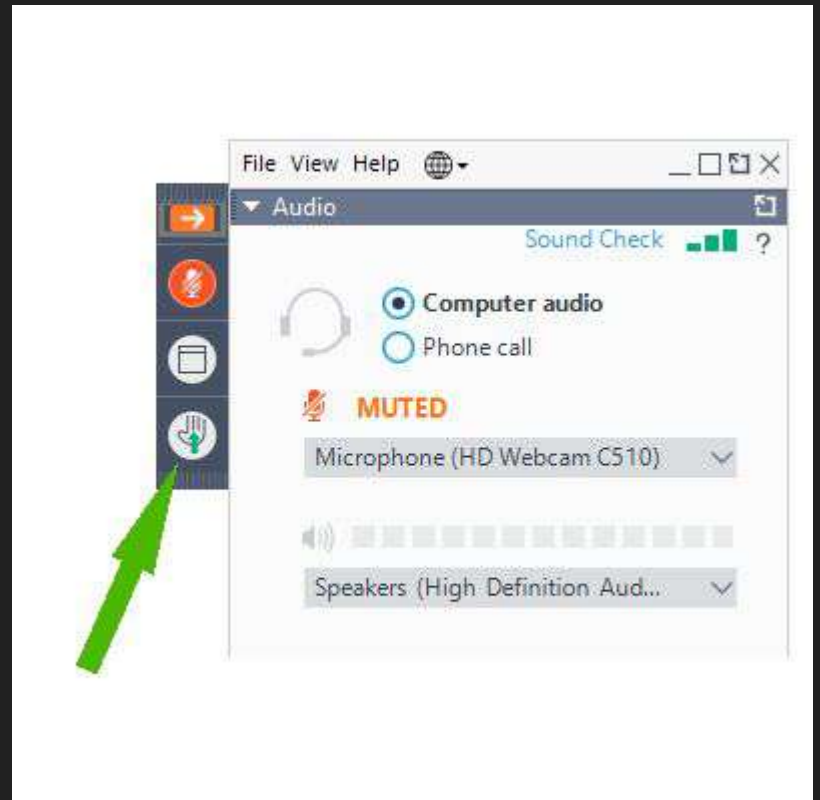 File View Help
Audio
Sound Check ?
Computer audio
Phone call
MUTED
Microphone (HD Webcam C510)
Speakers (High Definition Aud...